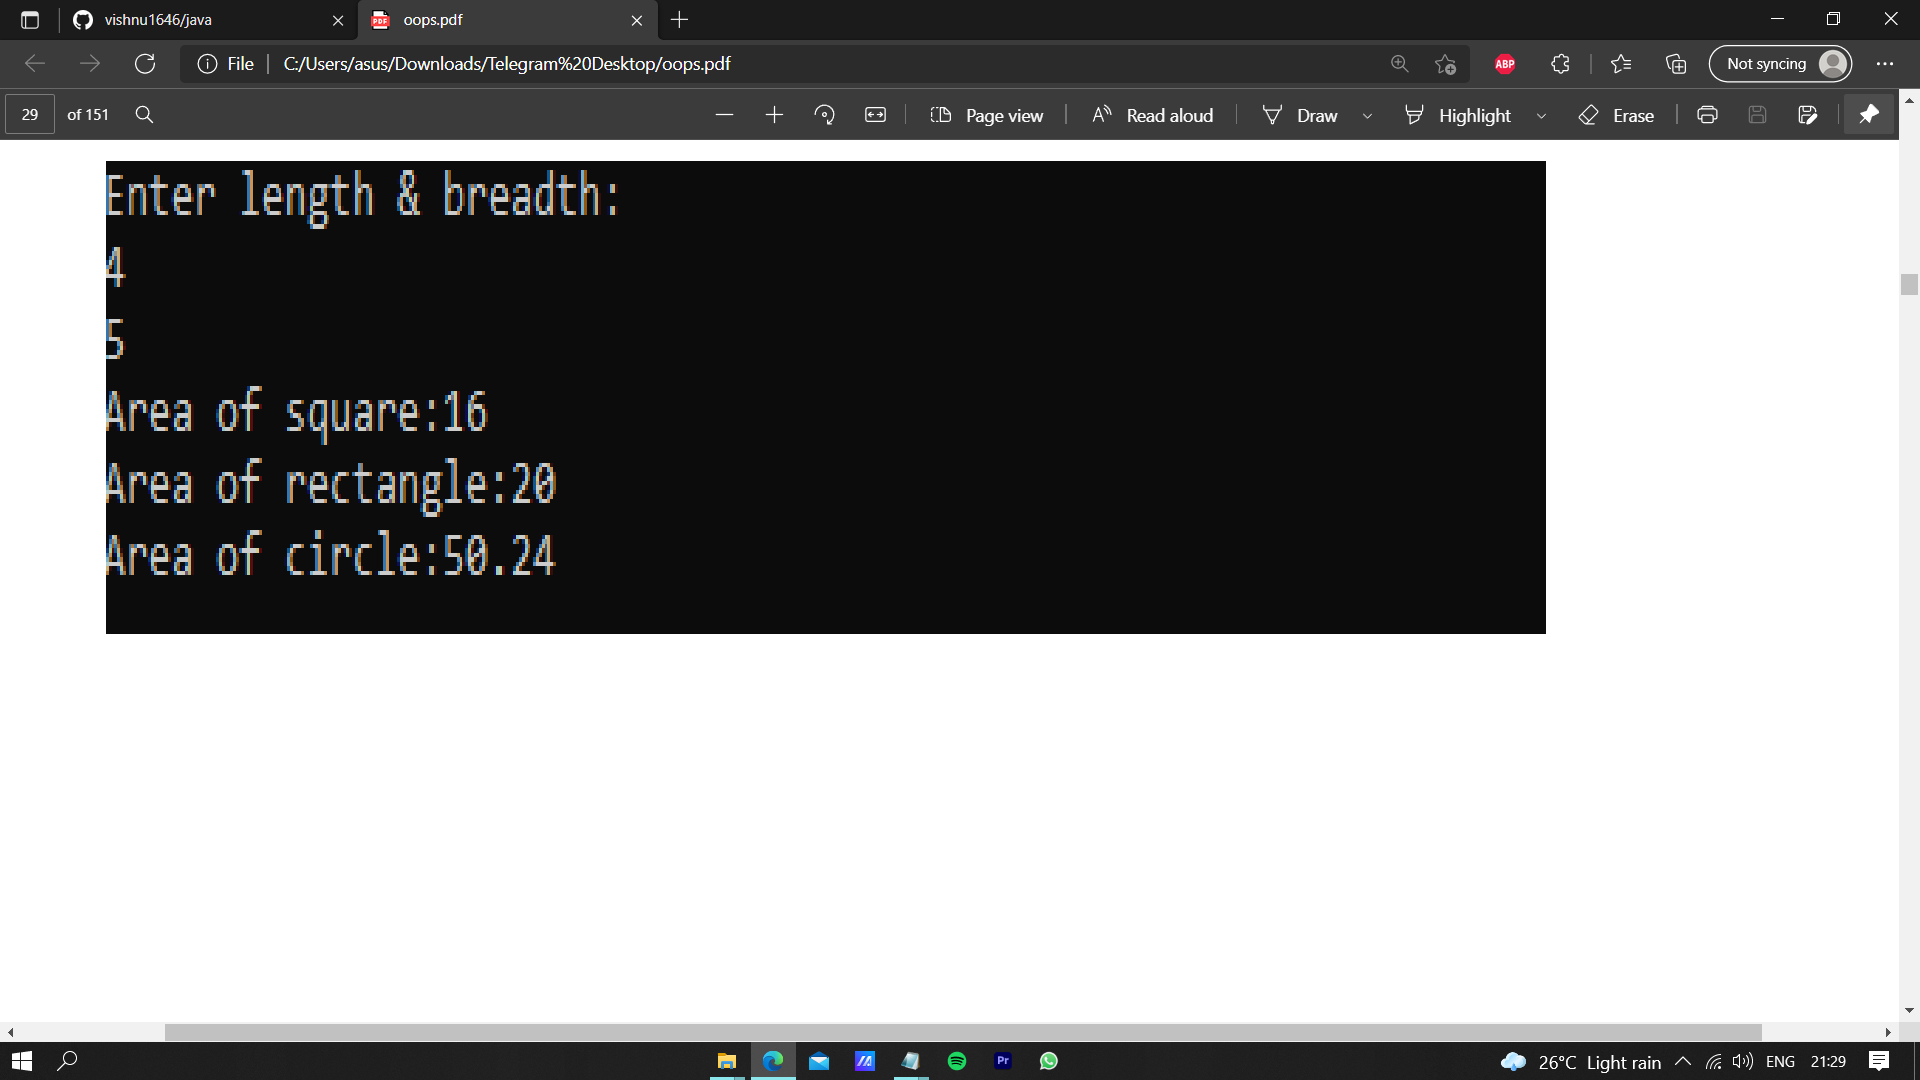 vishnu1646/java
oops.pdf
File
C:/Users/asus/Downloads/Telegram%20Desktop/oops.pdf
ABP
Not syncing
29 of 151
Page view
Read aloud
Draw
Highlight
Erase
Enter length & breadth:
4
5
Area of square:16
Area of rectangle:20
Area of circle:50.24
Pr
26°C Light rain
ENG
21:29